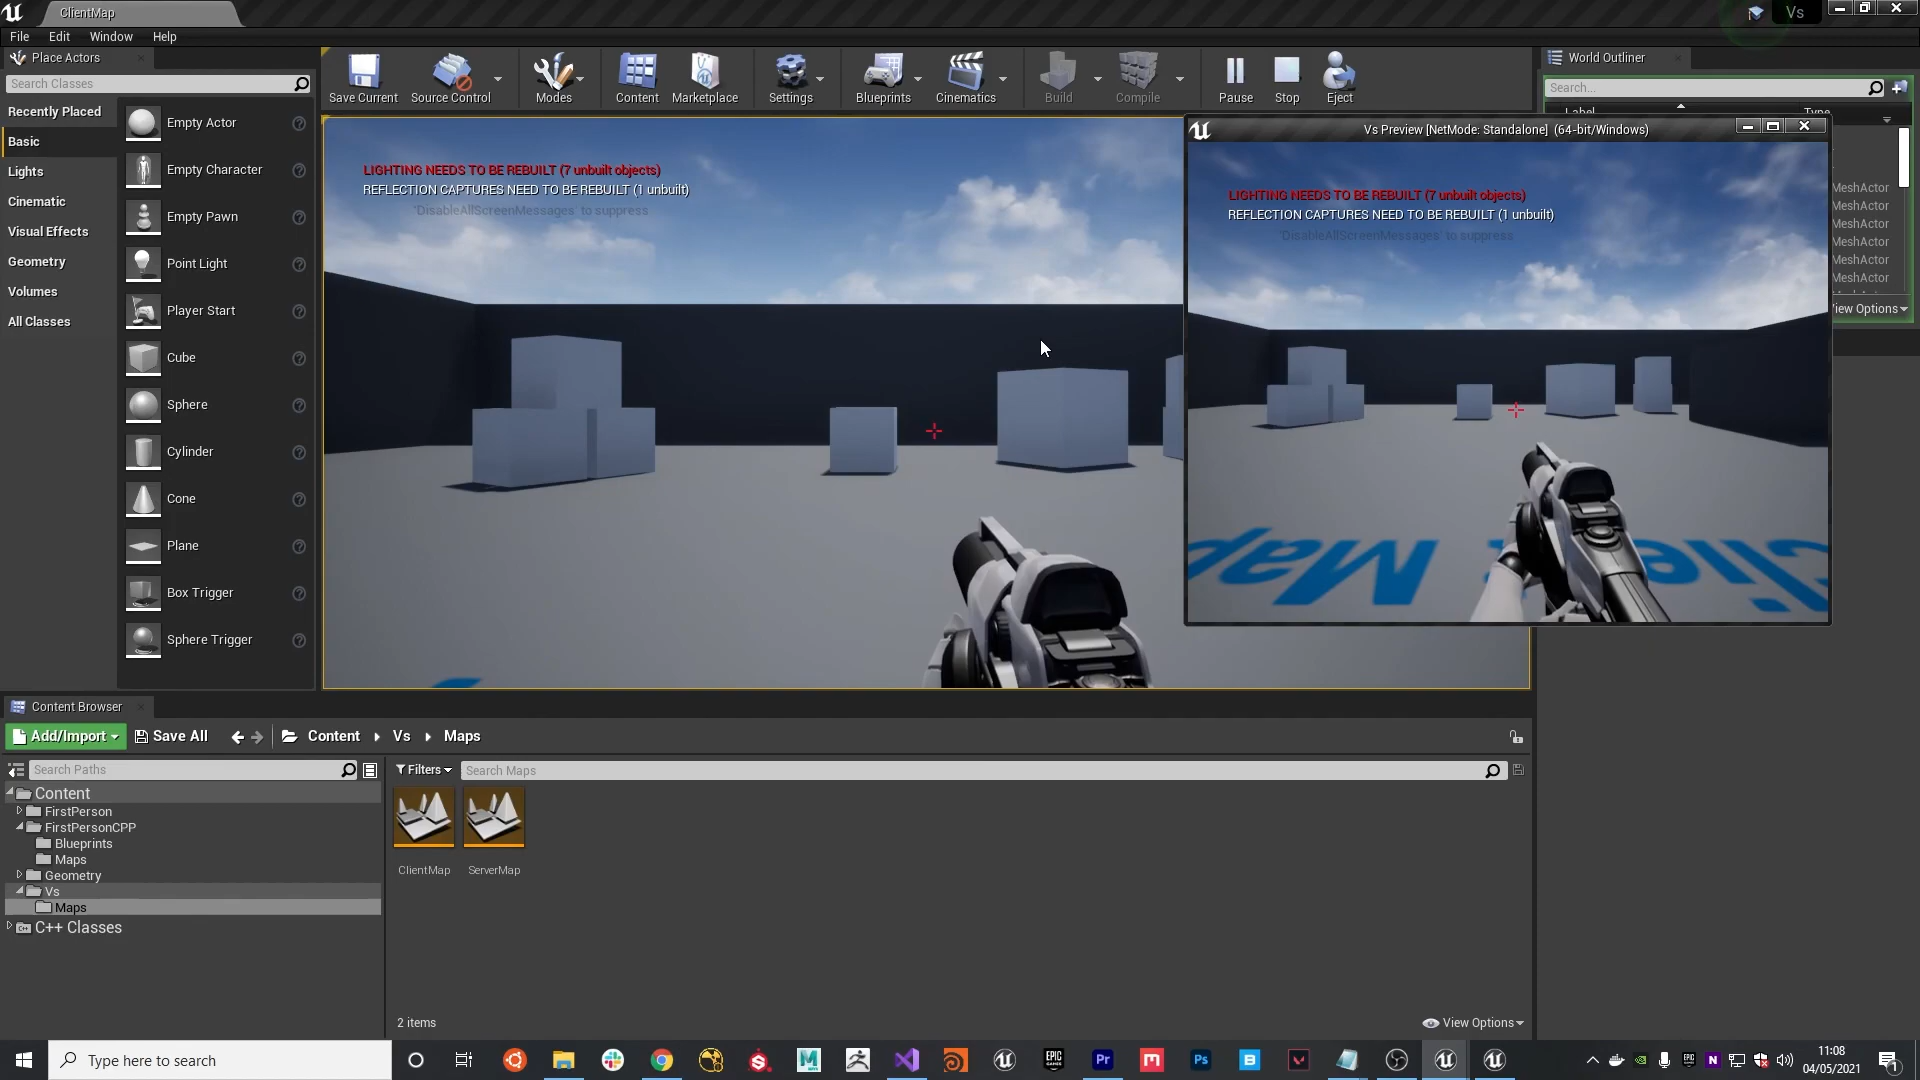 ClientMap
Vs
File Edit Window Help
Place Actors
Search Classes
Recently Placed
Basic
Lights
Cinematic
Visual Effects
Geometry
Volumes
All Classes
Empty Actor
Empty Character
Empty Pawn
Point Light
Player Start
Cube
Sphere
Cylinder
Cone
Plane
Box Trigger
Sphere Trigger
Save Current
Source Control
Modes
Content
Marketplace
Settings
Blueprints
Cinematics
Build
Compile
Pause
Stop
Eject
LIGHTING NEEDS TO BE REBUILT (7 unbuilt objects)
REFLECTION CAPTURES NEED TO BE REBUILT (1 unbuilt)
'DisableAllScreenMessages' to suppress
Vs Preview [NetMode: Standalone] (64-bit/Windows)
LIGHTING NEEDS TO BE REBUILT (7 unbuilt objects)
REFLECTION CAPTURES NEED TO BE REBUILT (1 unbuilt)
'DisableAllScreenMessages' to suppress
World Outliner
Search...
Label Type
MeshActor
MeshActor
MeshActor
MeshActor
MeshActor
MeshActor
iew Options
Content Browser
Add/Import
Save All
Content Vs Maps
Search Paths
Content
FirstPerson
FirstPersonCPP
Blueprints
Maps
Geometry
Vs
Maps
C++ Classes
Filters
Search Maps
ClientMap
ServerMap
2 items
View Options
Type here to search
11:08
04/05/2021